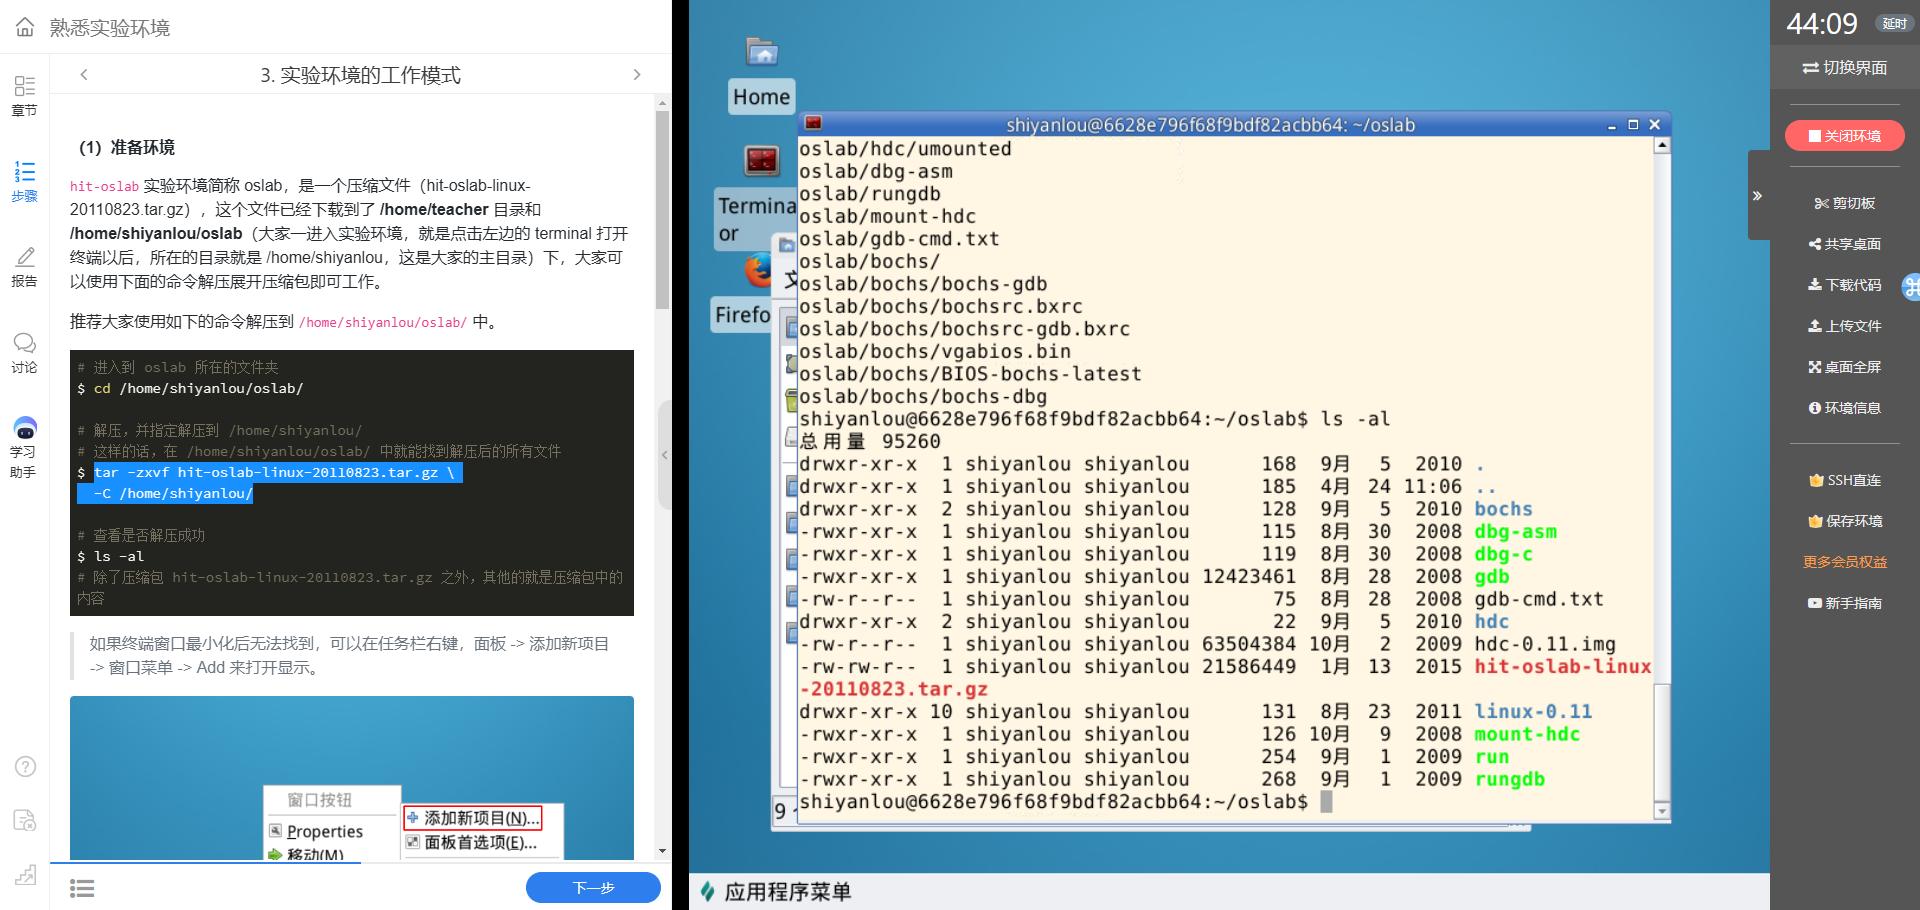 熟悉实验环境
3. 实验环境的工作模式
章节
步骤
报告
讨论
学习
助手
（1）准备环境
hit-oslab 实验环境简称 oslab，是一个压缩文件（hit-oslab-linux-
20110823.tar.gz），这个文件已经下载到了 /home/teacher 目录和
/home/shiyanlou/oslab（大家一进入实验环境，就是点击左边的 terminal 打开
终端以后，所在的目录就是 /home/shiyanlou，这是大家的主目录）下，大家可
以使用下面的命令解压展开压缩包即可工作。
推荐大家使用如下的命令解压到 /home/shiyanlou/oslab/ 中。
# 进入到 oslab 所在的文件夹
$ cd /home/shiyanlou/oslab/
# 解压，并指定解压到 /home/shiyanlou/
# 这样的话，在 /home/shiyanlou/oslab/ 中就能找到解压后的所有文件
$ tar -zxvf hit-oslab-linux-20110823.tar.gz \
-C /home/shiyanlou/
# 查看是否解压成功
$ ls -al
# 除了压缩包 hit-oslab-linux-20110823.tar.gz 之外，其他的就是压缩包中的
内容
如果终端窗口最小化后无法找到，可以在任务栏右键，面板 -> 添加新项目
-> 窗口菜单 -> Add 来打开显示。
窗口按钮
Properties
移动(M)
添加新项目(N)...
面板首选项(E)...
下一步
Home
Termina
or
Firefo
文
9
shiyanlou@6628e796f68f9bdf82acbb64: ~/oslab
oslab/hdc/umounted
oslab/dbg-asm
oslab/rungdb
oslab/mount-hdc
oslab/gdb-cmd.txt
oslab/bochs/
oslab/bochs/bochs-gdb
oslab/bochs/bochsrc.bxrc
oslab/bochs/bochsrc-gdb.bxrc
oslab/bochs/vgabios.bin
oslab/bochs/BIOS-bochs-latest
oslab/bochs/bochs-dbg
shiyanlou@6628e796f68f9bdf82acbb64:~/oslab$ ls -al
总用量 95260
drwxr-xr-x 1 shiyanlou shiyanlou 168 9月 5 2010 .
drwxr-xr-x 1 shiyanlou shiyanlou 185 4月 24 11:06 ..
drwxr-xr-x 2 shiyanlou shiyanlou 128 9月 5 2010 bochs
-rwxr-xr-x 1 shiyanlou shiyanlou 115 8月 30 2008 dbg-asm
-rwxr-xr-x 1 shiyanlou shiyanlou 119 8月 30 2008 dbg-c
-rwxr-xr-x 1 shiyanlou shiyanlou 12423461 8月 28 2008 gdb
-rw-r--r-- 1 shiyanlou shiyanlou 75 8月 28 2008 gdb-cmd.txt
drwxr-xr-x 2 shiyanlou shiyanlou 22 9月 5 2010 hdc
-rw-r--r-- 1 shiyanlou shiyanlou 63504384 10月 2 2009 hdc-0.11.img
-rw-rw-r-- 1 shiyanlou shiyanlou 21586449 1月 13 2015 hit-oslab-linux
-20110823.tar.gz
drwxr-xr-x 10 shiyanlou shiyanlou 131 8月 23 2011 linux-0.11
-rwxr-xr-x 1 shiyanlou shiyanlou 126 10月 9 2008 mount-hdc
-rwxr-xr-x 1 shiyanlou shiyanlou 254 9月 1 2009 run
-rwxr-xr-x 1 shiyanlou shiyanlou 268 9月 1 2009 rungdb
shiyanlou@6628e796f68f9bdf82acbb64:~/oslab$
应用程序菜单
44:09 延时
切换界面
关闭环境
剪切板
共享桌面
下载代码
上传文件
桌面全屏
环境信息
SSH直连
保存环境
更多会员权益
新手指南